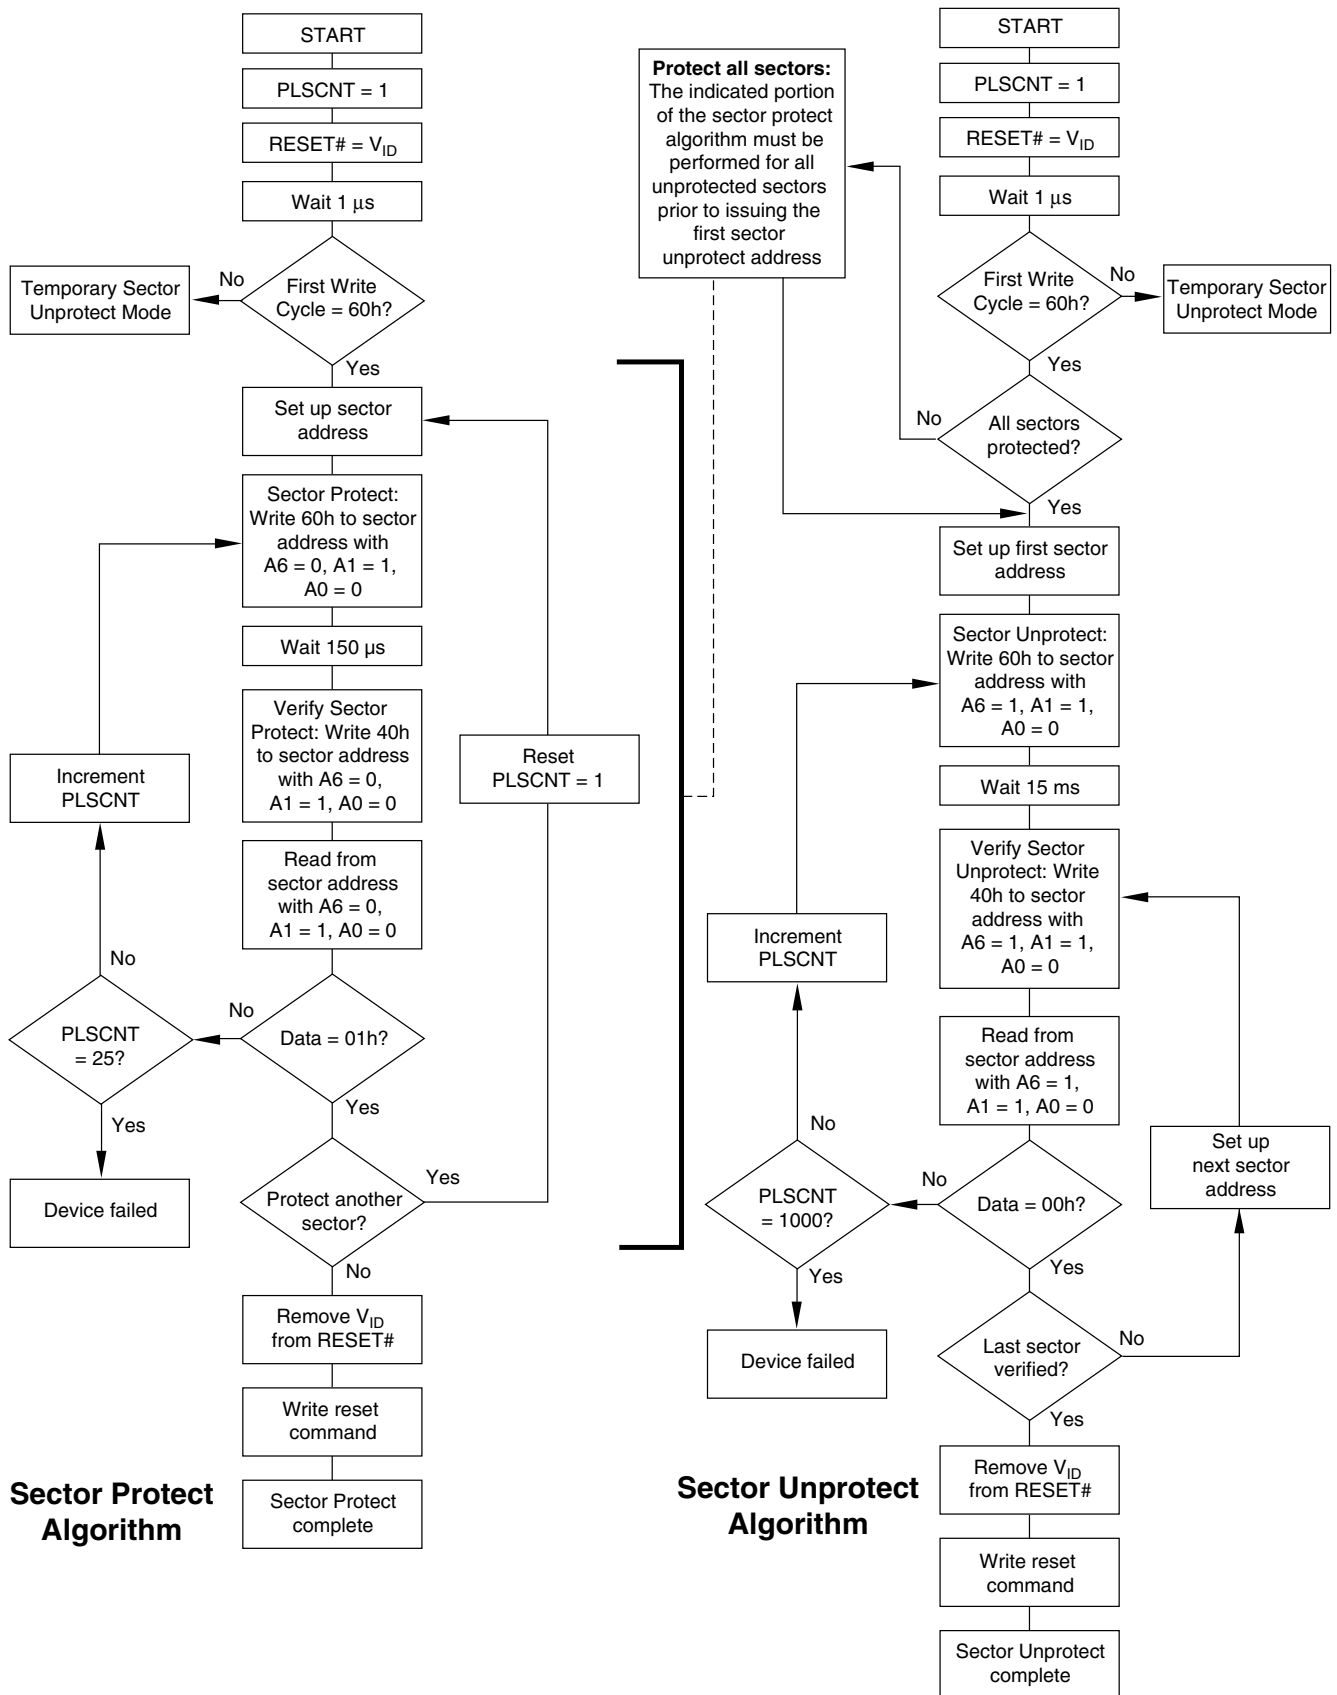 START
PLSCNT = 1
RESET# = VID
Wait 1 μs
First Write
Cycle = 60h?
No
Temporary Sector
Unprotect Mode
Yes
Set up sector
address
Sector Protect:
Write 60h to sector
address with
A6 = 0, A1 = 1,
A0 = 0
Wait 150 µs
Verify Sector
Protect: Write 40h
to sector address
with A6 = 0,
A1 = 1, A0 = 0
Reset
PLSCNT = 1
Increment
PLSCNT
Read from
sector address
with A6 = 0,
A1 = 1, A0 = 0
No
PLSCNT
= 25?
No
Data = 01h?
Yes
Yes
Device failed
Protect another
sector?
Yes
No
Remove VID
from RESET#
Write reset
command
Sector Protect
complete
Sector Protect
Algorithm
Protect all sectors:
The indicated portion
of the sector protect
algorithm must be
performed for all
unprotected sectors
prior to issuing the
first sector
unprotect address
START
PLSCNT = 1
RESET# = VID
Wait 1 μs
First Write
Cycle = 60h?
No
Temporary Sector
Unprotect Mode
Yes
No
All sectors
protected?
Yes
Set up first sector
address
Sector Unprotect:
Write 60h to sector
address with
A6 = 1, A1 = 1,
A0 = 0
Wait 15 ms
Verify Sector
Unprotect: Write
40h to sector
address with
A6 = 1, A1 = 1,
A0 = 0
Increment
PLSCNT
Read from
sector address
with A6 = 1,
A1 = 1, A0 = 0
No
PLSCNT
= 1000?
No
Data = 00h?
Set up
next sector
address
Yes
Yes
Device failed
Last sector
verified?
No
Yes
Remove VID
from RESET#
Write reset
command
Sector Unprotect
complete
Sector Unprotect
Algorithm